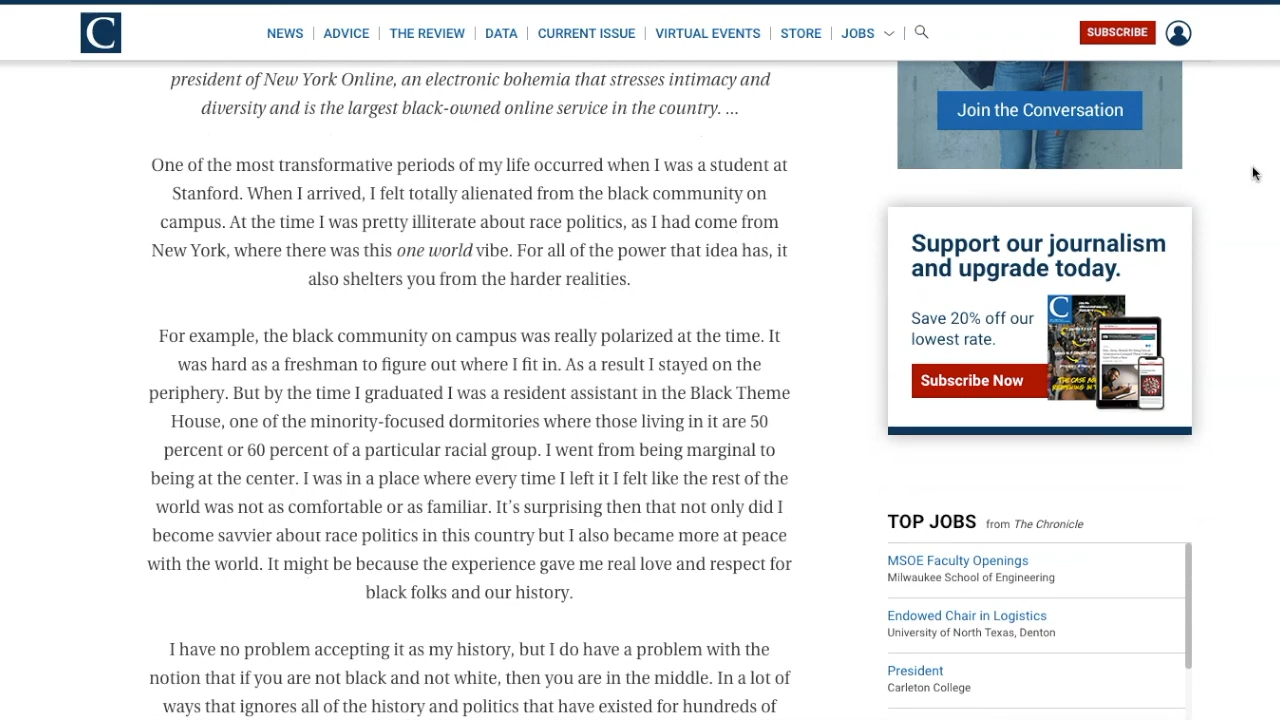 C
NEWS ADVICE THE REVIEW DATA CURRENT ISSUE VIRTUAL EVENTS STORE JOBS SUBSCRIBE
president of New York Online, an electronic bohemia that stresses intimacy and
diversity and is the largest black-owned online service in the country. ...
One of the most transformative periods of my life occurred when I was a student at
Stanford. When I arrived, I felt totally alienated from the black community on
campus. At the time I was pretty illiterate about race politics, as I had come from
New York, where there was this one world vibe. For all of the power that idea has, it
also shelters you from the harder realities.
For example, the black community on campus was really polarized at the time. It
was hard as a freshman to figure out where I fit in. As a result I stayed on the
periphery. But by the time I graduated I was a resident assistant in the Black Theme
House, one of the minority-focused dormitories where those living in it are 50
percent or 60 percent of a particular racial group. I went from being marginal to
being at the center. I was in a place where every time I left it I felt like the rest of the
world was not as comfortable or as familiar. It's surprising then that not only did I
become savvier about race politics in this country but I also became more at peace
with the world. It might be because the experience gave me real love and respect for
black folks and our history.
I have no problem accepting it as my history, but I do have a problem with the
notion that if you are not black and not white, then you are in the middle. In a lot of
ways that ignores all of the history and politics that have existed for hundreds of
Join the Conversation
Support our journalism
and upgrade today.
Save 20% off our
lowest rate.
Subscribe Now
C
TOP JOBS from The Chronicle
MSOE Faculty Openings
Milwaukee School of Engineering
Endowed Chair in Logistics
University of North Texas, Denton
President
Carleton College